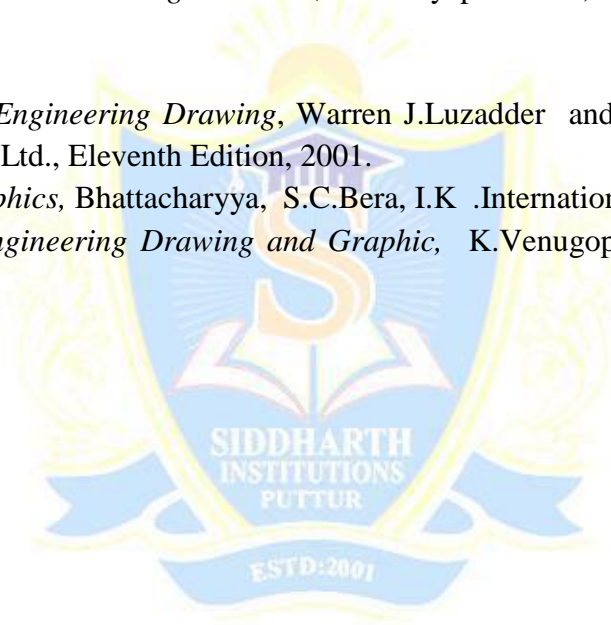 Engineering Drawing, Warren J.Luzadder and
Ltd., Eleventh Edition, 2001.
phics, Bhattacharyya, S.C.Bera, I.K .Internation
ngineering Drawing and Graphic, K.Venugop
S
SIDDHARTH
INSTITUTIONS
PUTTUR
ESTD:2001